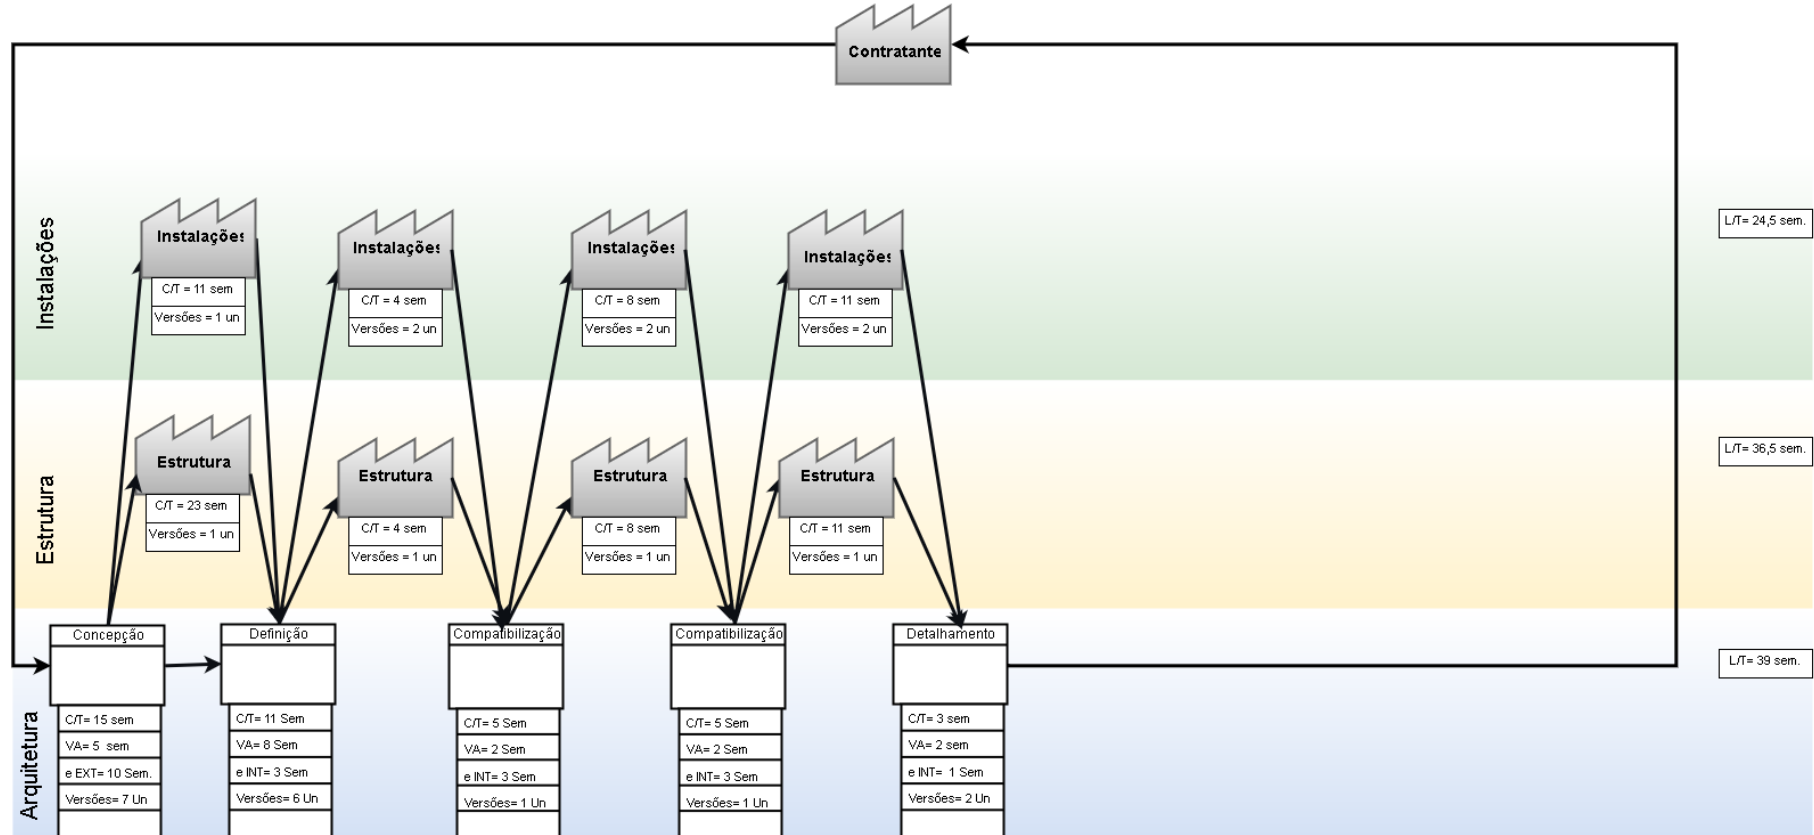 Contratante
Instalações
Instalações
C/T = 11 sem
Versões = 1 un
Instalações
C/T = 4 sem
Versões = 2 un
Instalações
C/T = 8 sem
Versões = 2 un
Instalações
C/T = 11 sem
Versões = 2 un
L/T= 24,5 sem.
Estrutura
Estrutura
C/T = 23 sem
Versões = 1 un
Estrutura
C/T = 4 sem
Versões = 1 un
Estrutura
C/T = 8 sem
Versões = 1 un
Estrutura
C/T = 11 sem
Versões = 1 un
L/T= 36,5 sem.
Arquitetura
Concepção
C/T= 15 sem
VA= 5 sem
e EXT= 10 Sem.
Versões= 7 Un
Definição
C/T= 11 Sem
VA= 8 Sem
e INT= 3 Sem
Versões= 6 Un
Compatibilização
C/T= 5 Sem
VA= 2 Sem
e INT= 3 Sem
Versões= 1 Un
Compatibilização
C/T= 5 Sem
VA= 2 Sem
e INT= 3 Sem
Versões= 1 Un
Detalhamento
C/T= 3 sem
VA= 2 sem
e INT= 1 Sem
Versões= 2 Un
L/T= 39 sem.